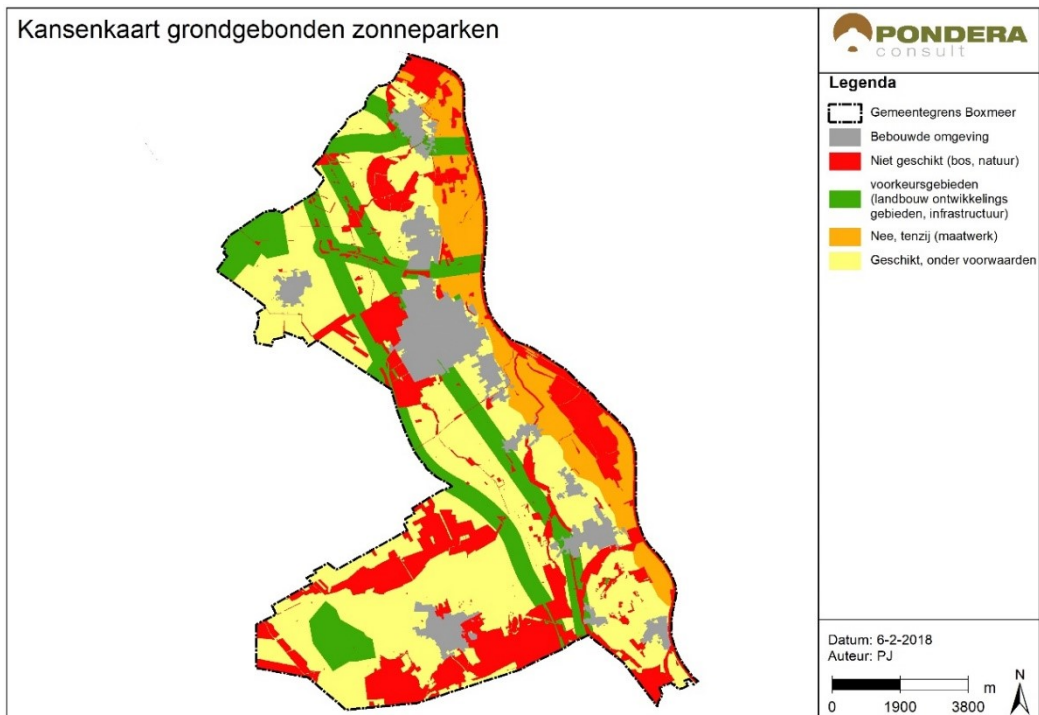 Kansenkaart grondgebonden zonneparken
PONDERA
consult
Legenda
Gemeentegrens Boxmeer
Bebouwde omgeving
Niet geschikt (bos, natuur)
voorkeursgebieden
(landbouw ontwikkelings
gebieden, infrastructuur)
Nee, tenzij (maatwerk)
Geschikt, onder voorwaarden
Datum: 6-2-2018
Auteur: PJ
N
m
0 1900 3800